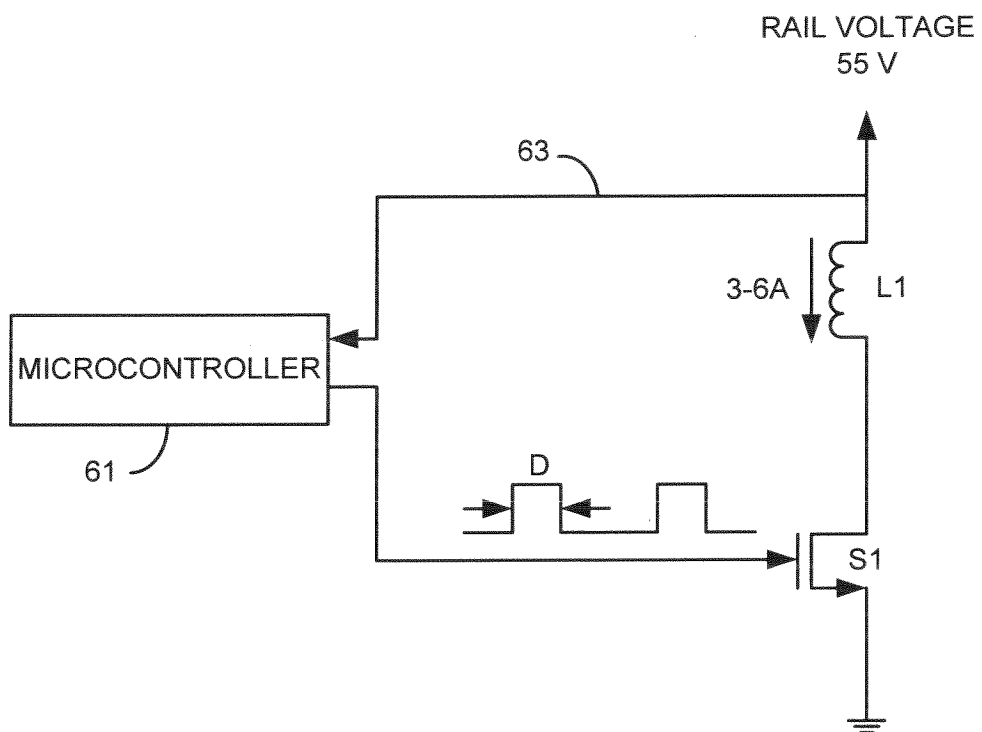 RAIL VOLTAGE
55 V
63
3-6A
L1
MICROCONTROLLER
61
D
S1